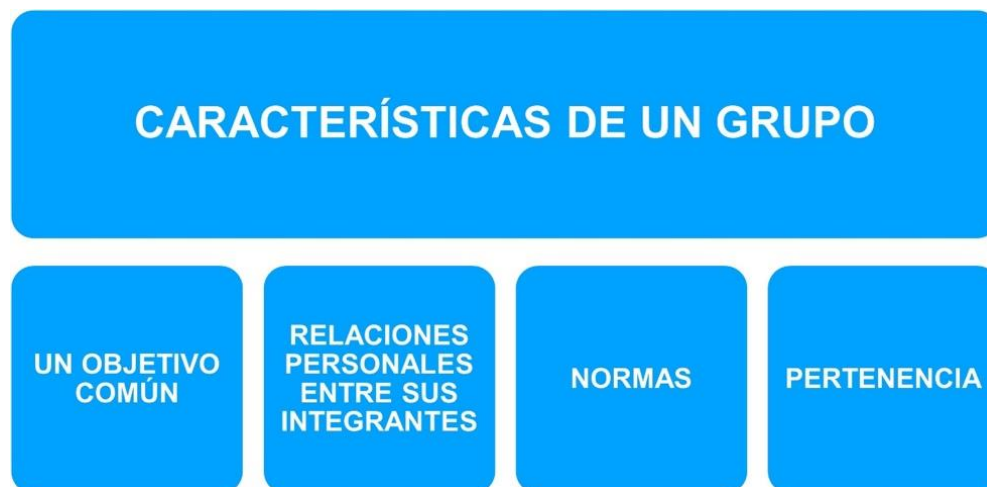 CARACTERÍSTICAS DE UN GRUPO
UN OBJETIVO
COMÚN
RELACIONES
PERSONALES
ENTRE SUS
INTEGRANTES
NORMAS
PERTENENCIA